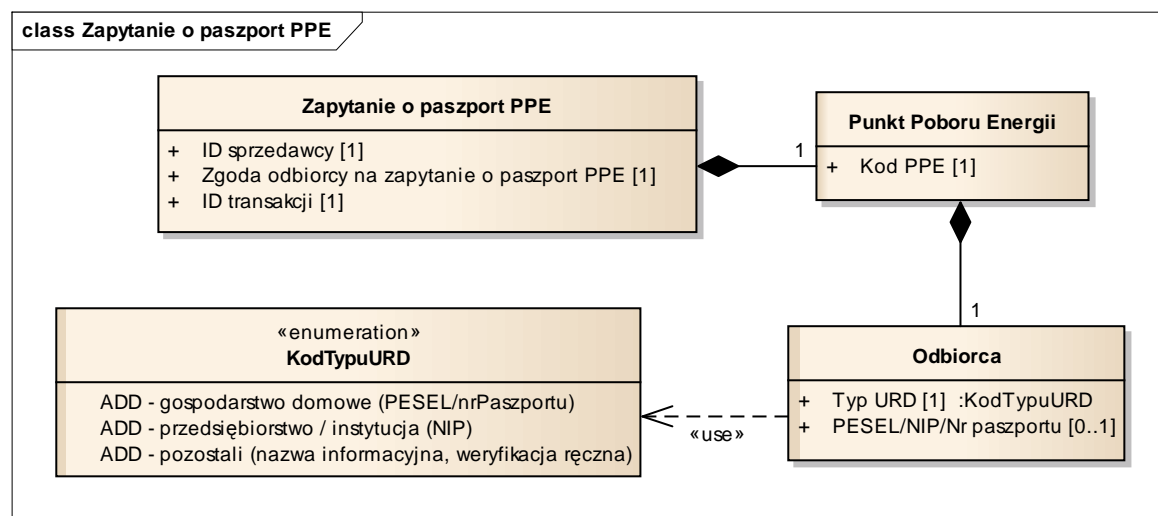 class Zapytanie o paszport PPE
Zapytanie o paszport PPE
+ ID sprzedawcy [1]
+ Zgoda odbiorcy na zapytanie o paszport PPE [1]
+ ID transakcji [1]
1
Punkt Poboru Energii
+ Kod PPE [1]
1
«enumeration»
KodTypuURD
ADD - gospodarstwo domowe (PESEL/nrPaszportu)
ADD - przedsiębiorstwo / instytucja (NIP)
ADD - pozostali (nazwa informacyjna, weryfikacja ręczna)
«use»
Odbiorca
+ Typ URD [1] :KodTypuURD
+ PESEL/NIP/Nr paszportu [0..1]